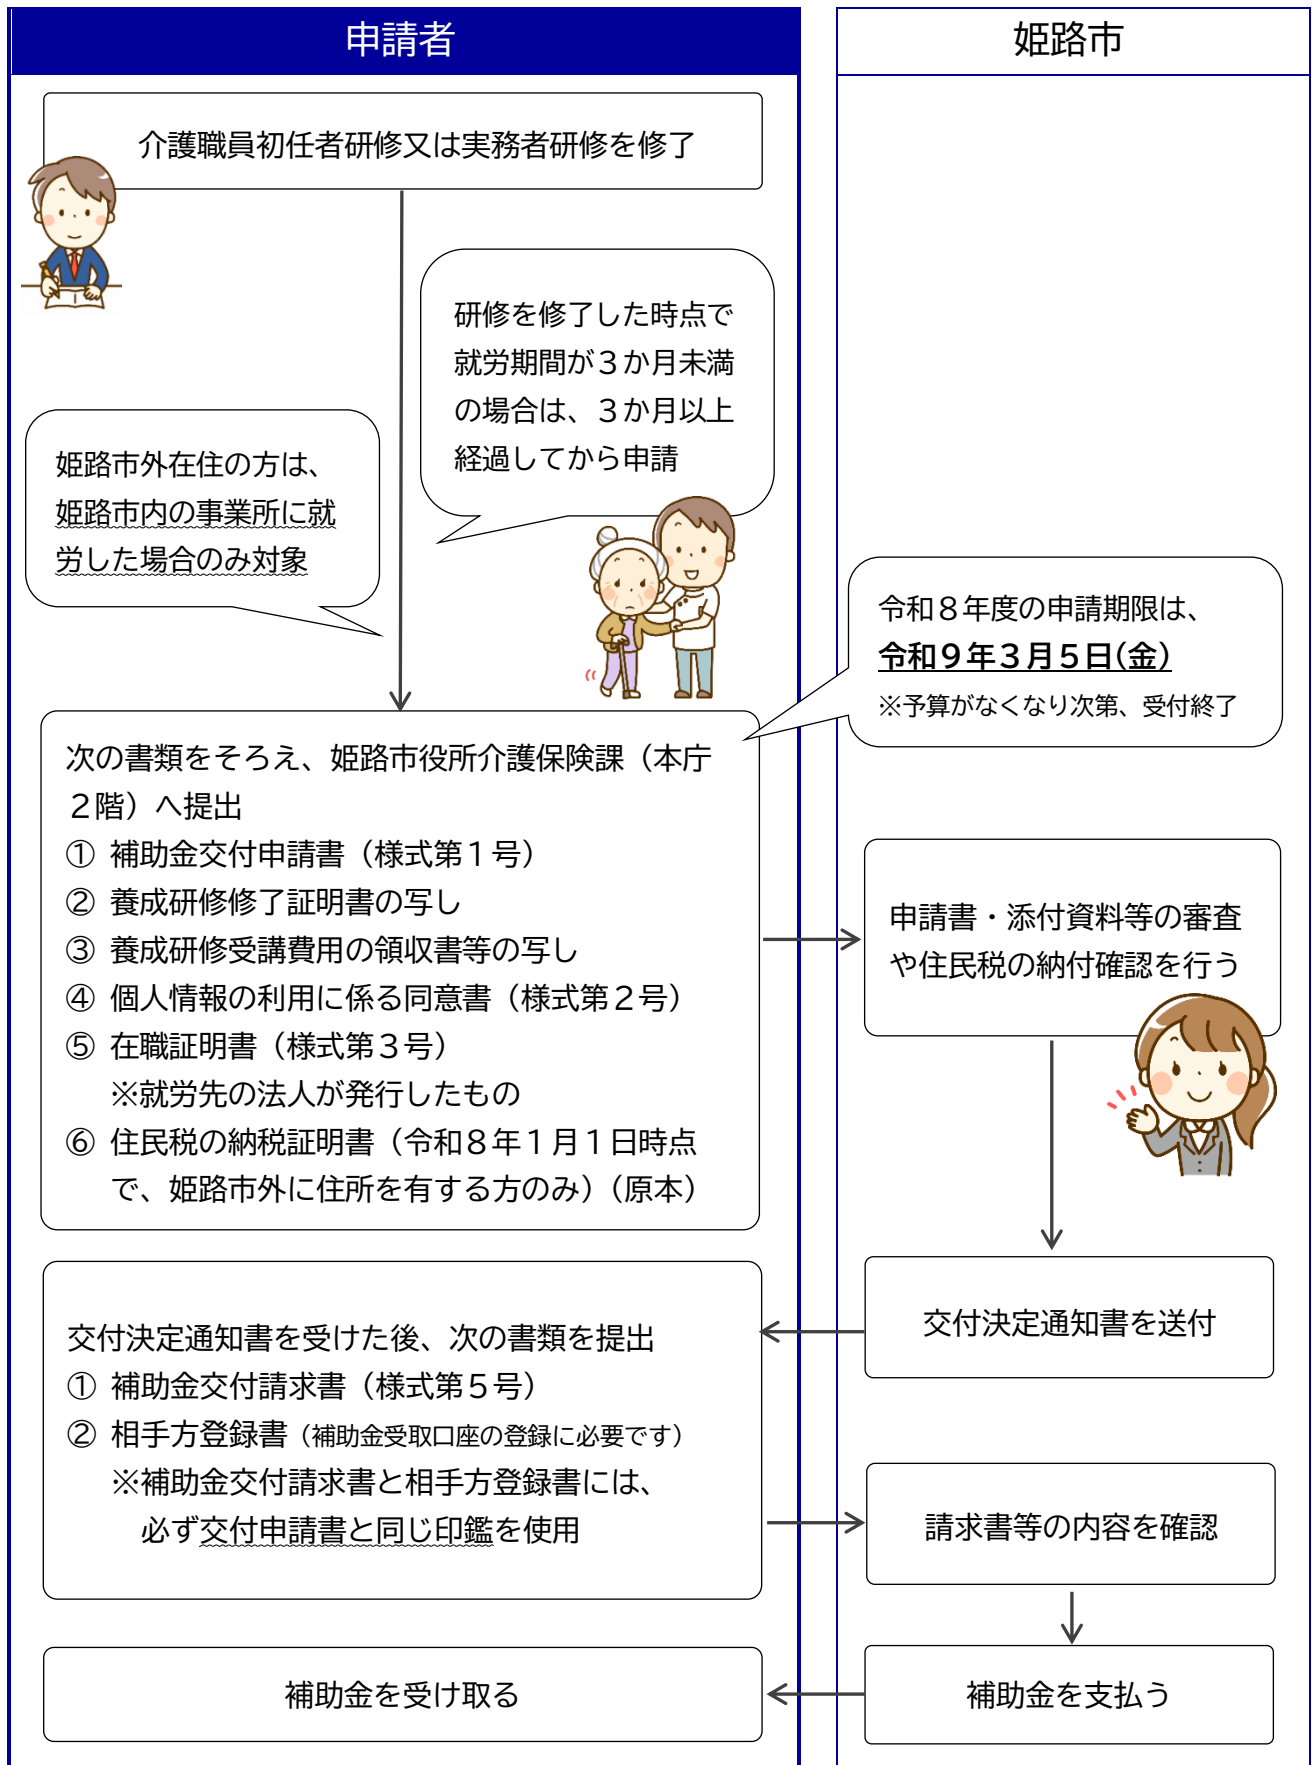 申請者
姫路市
介護職員初任者研修又は実務者研修を修了
研修を修了した時点で
就労期間が３か月未満
の場合は、３か月以上
経過してから申請
姫路市外在住の方は、
姫路市内の事業所に就
労した場合のみ対象
令和８年度の申請期限は、
令和９年３月５日(金)
※予算がなくなり次第、受付終了
次の書類をそろえ、姫路市役所介護保険課（本庁
２階）へ提出
① 補助金交付申請書（様式第１号）
② 養成研修修了証明書の写し
③ 養成研修受講費用の領収書等の写し
④ 個人情報の利用に係る同意書（様式第２号）
⑤ 在職証明書（様式第３号）
※就労先の法人が発行したもの
⑥ 住民税の納税証明書（令和８年１月１日時点
で、姫路市外に住所を有する方のみ）（原本）
申請書・添付資料等の審査
や住民税の納付確認を行う
交付決定通知書を送付
交付決定通知書を受けた後、次の書類を提出
① 補助金交付請求書（様式第５号）
② 相手方登録書（補助金受取口座の登録に必要です）
※補助金交付請求書と相手方登録書には、
必ず交付申請書と同じ印鑑を使用
請求書等の内容を確認
補助金を支払う
補助金を受け取る